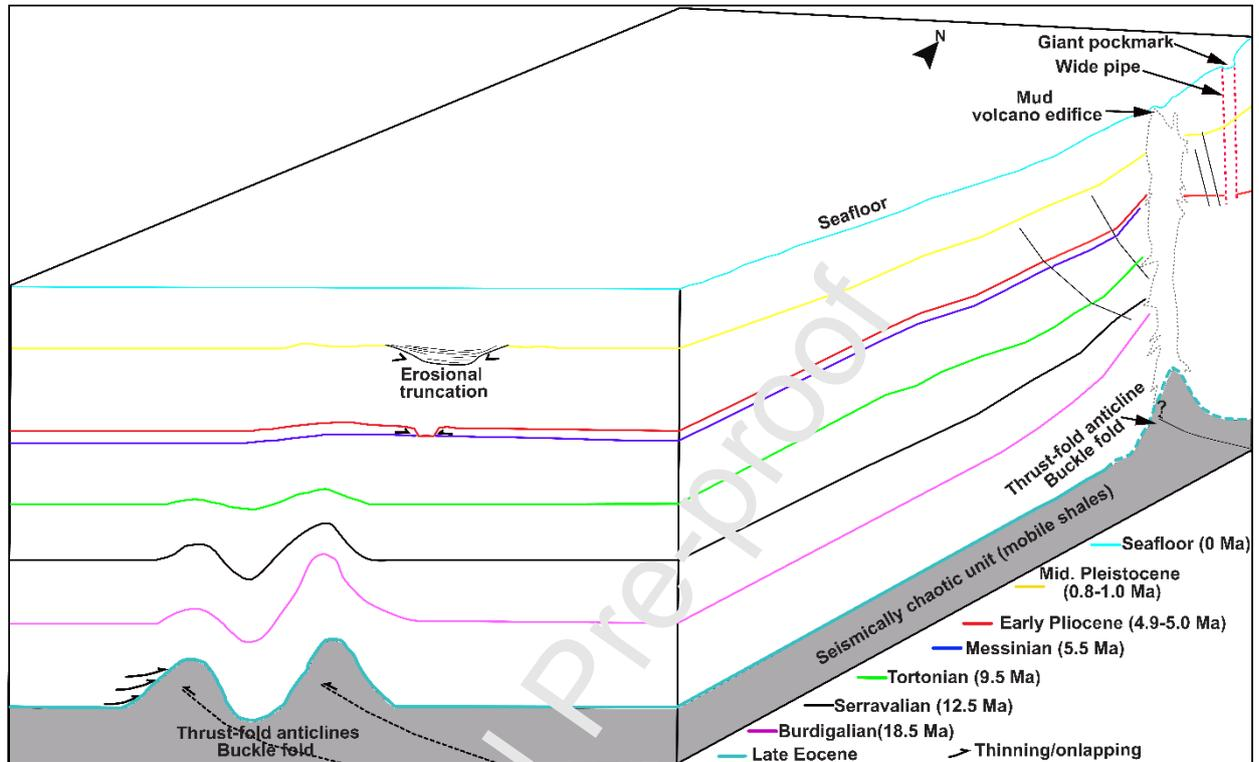 N
Giant pockmark
Wide pipe
Mud
volcano edifice
Seafloor
Erosional
truncation
Thrust-fold anticline
Buckle fold
?
Seismically chaotic unit (mobile shales)
Thrust-fold anticlines
Buckle fold
Seafloor (0 Ma)
Mid. Pleistocene
(0.8-1.0 Ma)
Early Pliocene (4.9-5.0 Ma)
Messinian (5.5 Ma)
Tortonian (9.5 Ma)
Serravalian (12.5 Ma)
Burdigalian(18.5 Ma)
Late Eocene
Thinning/onlapping
l Pre-proof